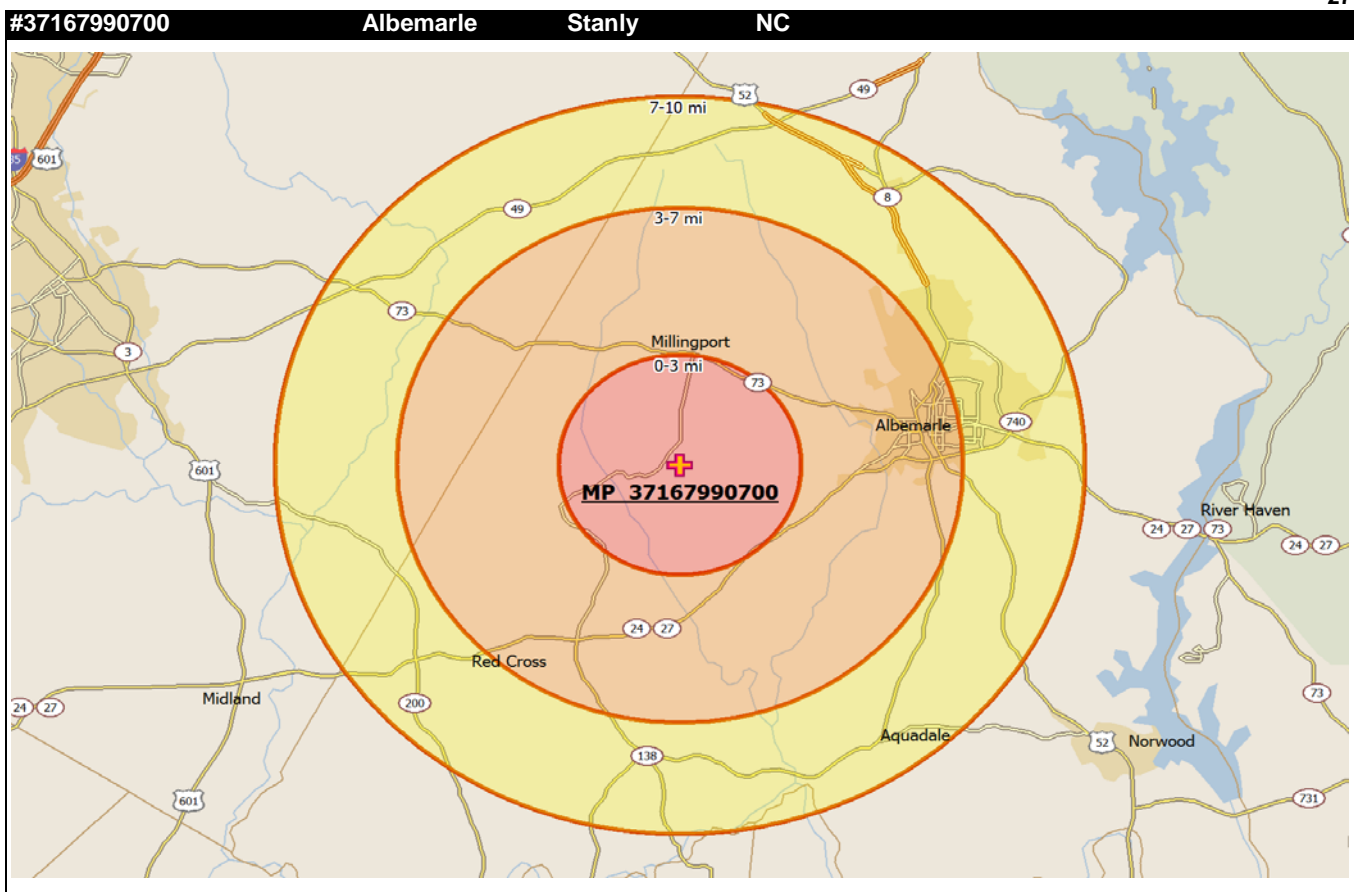 #37167990700 Albemarle Stanly NC
7-10 mi
52
49
601
49
8
3-7 mi
73
3
Millingport
0-3 mi
73
Albemarle
740
601
MP 37167990700
River Haven
24 27 73
24 27
24 27
Red Cross
Midland
200
73
24 27
Aquadale
52
Norwood
138
601
731